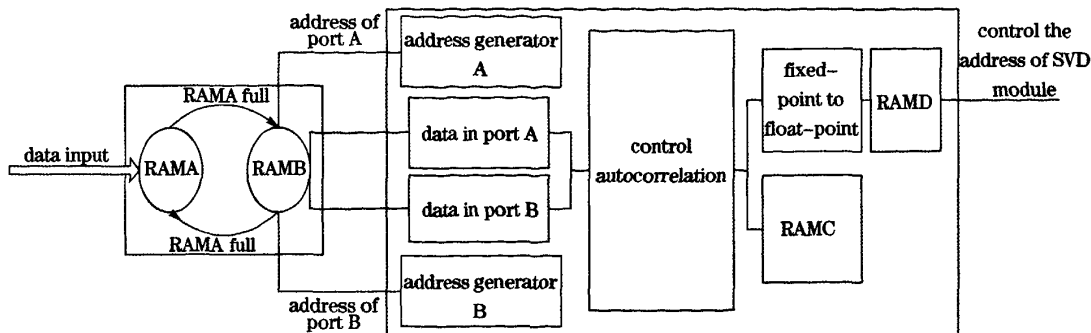 address of
port A
address generator
A
control the
address of SVD
module
RAMA full
data in port A
fixed-
point to
float-point
RAMD
data input
RAMA
RAMB
control
autocorrelation
data in port B
RAMC
RAMA full
address generator
B
address of
port B